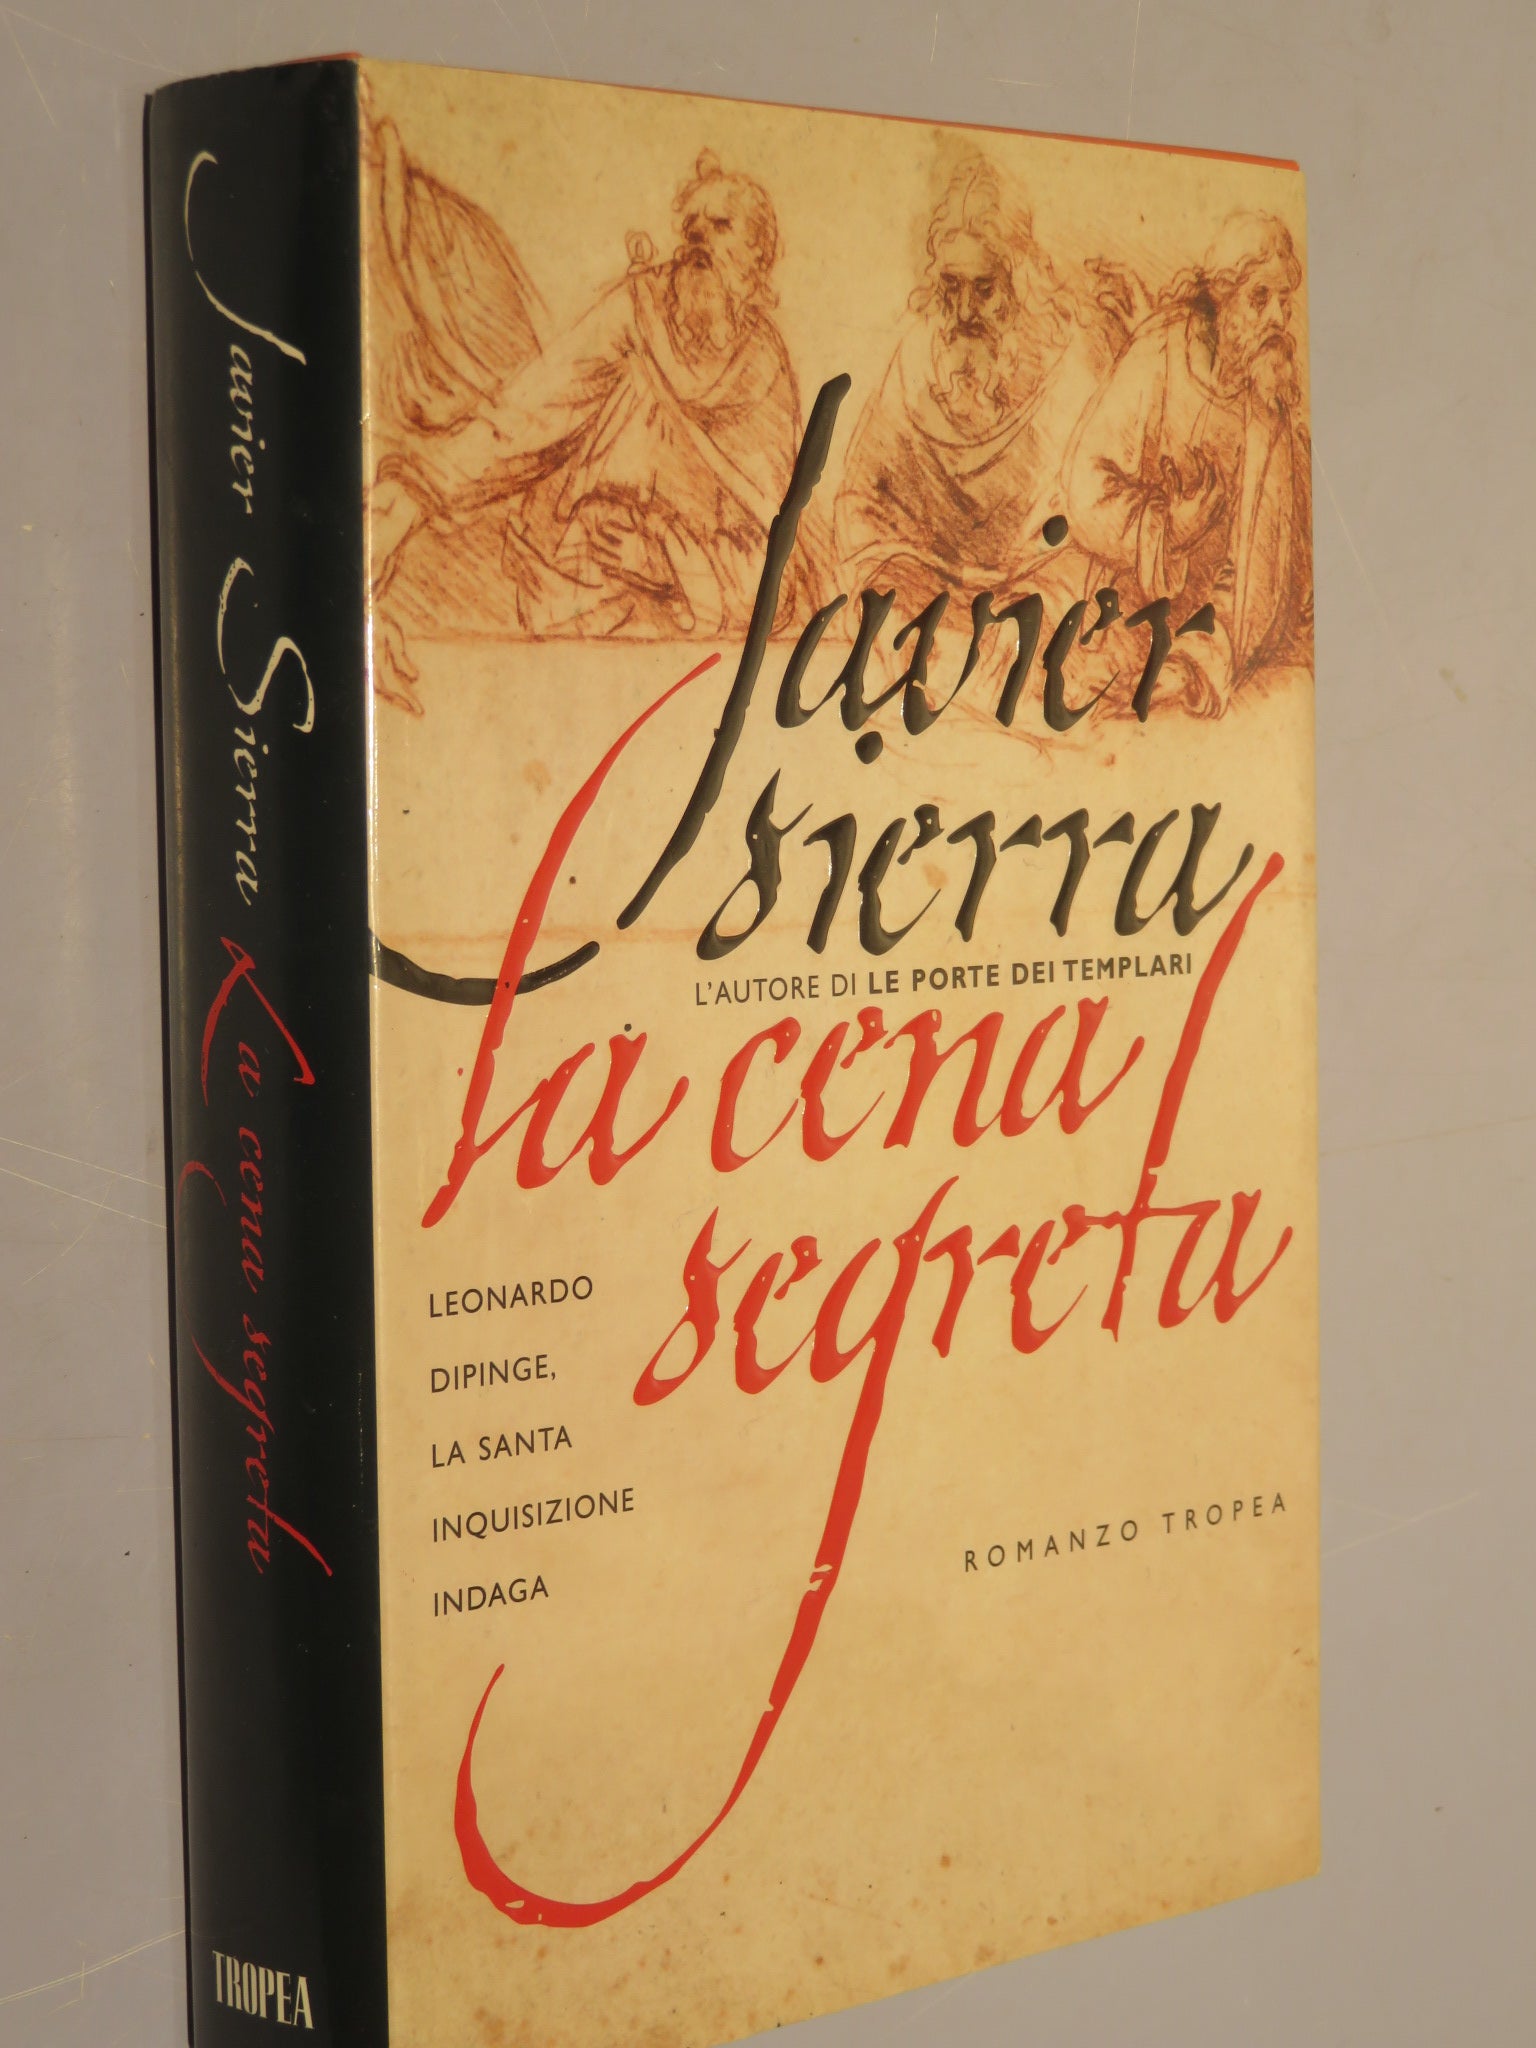 Javier Sierra La cena segreta
TROPEA
Javier
Sierra
L'AUTORE DI LE PORTE DEI TEMPLARI
La cena
segreta
LEONARDO
DIPINGE,
LA SANTA
INQUISIZIONE
INDAGA
ROMANZO TROPEA